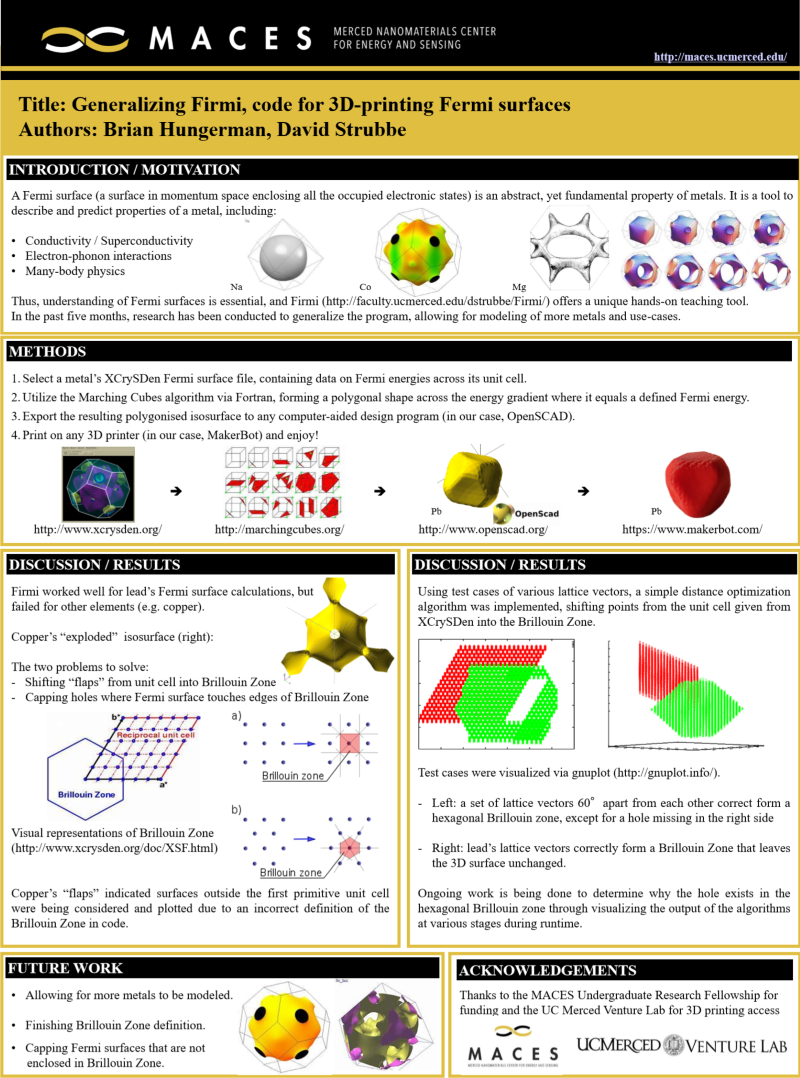 MACES
MERCED NANOMATERIALS CENTER
FOR ENERGY AND SENSING
http://maces.ucmerced.edu/
Title: Generalizing Firmi, code for 3D-printing Fermi surfaces
Authors: Brian Hungerman, David Strubbe
INTRODUCTION / MOTIVATION
A Fermi surface (a surface in momentum space enclosing all the occupied electronic states) is an abstract, yet fundamental property of metals. It is a tool to
describe and predict properties of a metal, including:
• Conductivity / Superconductivity
• Electron-phonon interactions
• Many-body physics
Na
Co
Mg
Thus, understanding of Fermi surfaces is essential, and Firmi (http://faculty.ucmerced.edu/dstrubbe/Firmi/) offers a unique hands-on teaching tool.
In the past five months, research has been conducted to generalize the program, allowing for modeling of more metals and use-cases.
METHODS
1. Select a metal's XCrySDen Fermi surface file, containing data on Fermi energies across its unit cell.
2. Utilize the Marching Cubes algorithm via Fortran, forming a polygonal shape across the energy gradient where it equals a defined Fermi energy.
3. Export the resulting polygonised isosurface to any computer-aided design program (in our case, OpenSCAD).
4. Print on any 3D printer (in our case, MakerBot) and enjoy!
➔
➔
➔
Pb
OpenScad
Pb
http://www.xcrysden.org/
http://marchingcubes.org/
http://www.openscad.org/
https://www.makerbot.com/
DISCUSSION / RESULTS
Firmi worked well for lead's Fermi surface calculations, but
failed for other elements (e.g. copper).
Copper's “exploded” isosurface (right):
The two problems to solve:
- Shifting “flaps” from unit cell into Brillouin Zone
- Capping holes where Fermi surface touches edges of Brillouin Zone
b*
Reciprocal unit cell
a*
Brillouin Zone
a)
Brillouin zone
b)
Brillouin zone
Visual representations of Brillouin Zone
(http://www.xcrysden.org/doc/XSF.html)
Copper's “flaps” indicated surfaces outside the first primitive unit cell
were being considered and plotted due to an incorrect definition of the
Brillouin Zone in code.
DISCUSSION / RESULTS
Using test cases of various lattice vectors, a simple distance optimization
algorithm was implemented, shifting points from the unit cell given from
XCrySDen into the Brillouin Zone.
Test cases were visualized via gnuplot (http://gnuplot.info/).
- Left: a set of lattice vectors 60° apart from each other correct form a
hexagonal Brillouin zone, except for a hole missing in the right side
- Right: lead's lattice vectors correctly form a Brillouin Zone that leaves
the 3D surface unchanged.
Ongoing work is being done to determine why the hole exists in the
hexagonal Brillouin zone through visualizing the output of the algorithms
at various stages during runtime.
FUTURE WORK
• Allowing for more metals to be modeled.
• Finishing Brillouin Zone definition.
• Capping Fermi surfaces that are not
enclosed in Brillouin Zone.
ACKNOWLEDGEMENTS
Thanks to the MACES Undergraduate Research Fellowship for
funding and the UC Merced Venture Lab for 3D printing access
MACES
MERCED NANOMATERIALS CENTER FOR ENERGY AND SENSING
UCMERCED VENTURE LAB